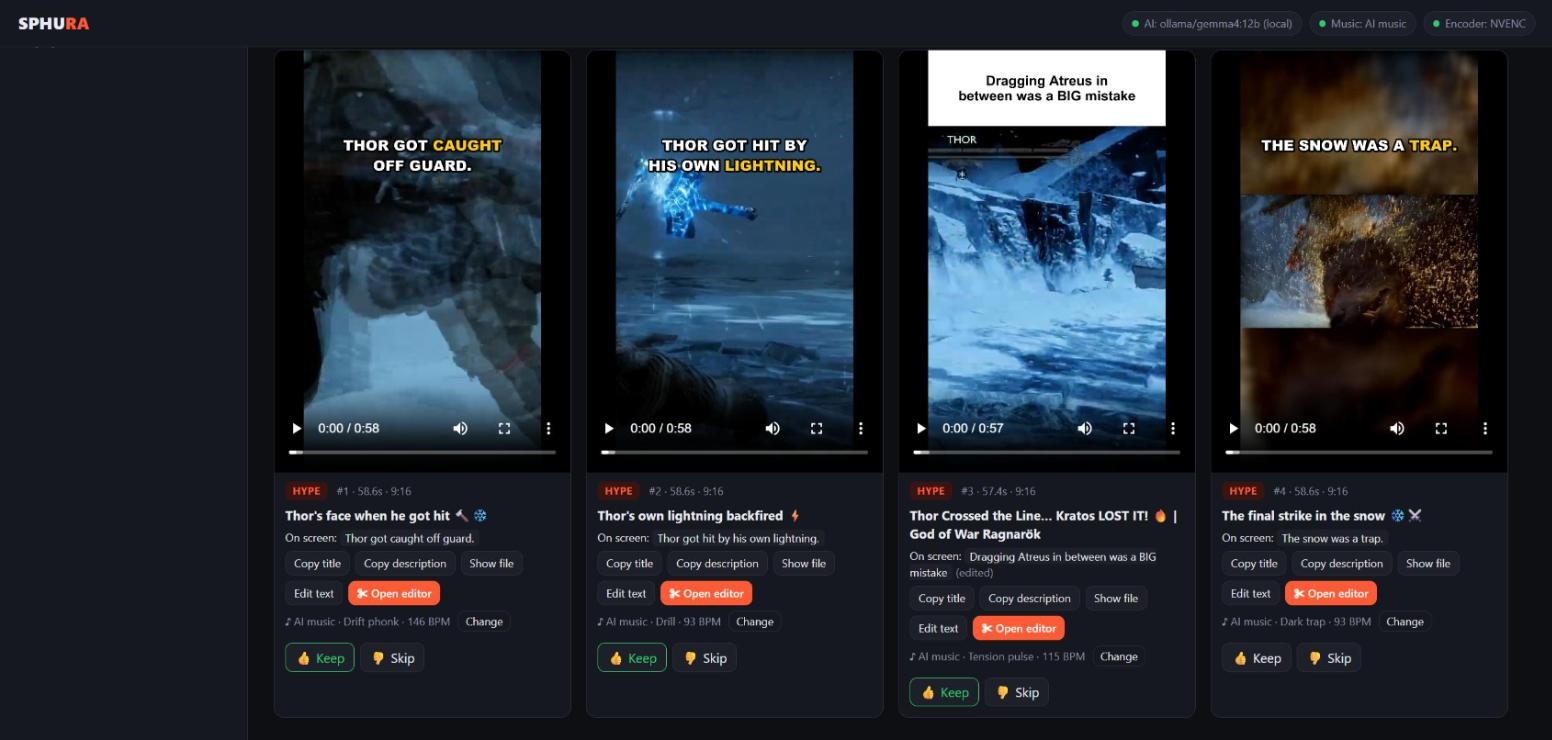 SPHURA
AI: ollama/gemma4:12b (local)
Music: AI music
Encoder: NVENC
THOR GOT CAUGHT
OFF GUARD.
0:00 / 0:58
HYPE #1 · 58.6s · 9:16
Thor's face when he got hit 🔨 ❄️
On screen: Thor got caught off guard.
Copy title Copy description Show file
Edit text ✂ Open editor
♪ AI music · Drift phonk · 146 BPM Change
👍 Keep 👎 Skip
THOR GOT HIT BY
HIS OWN LIGHTNING.
0:00 / 0:58
HYPE #2 · 58.6s · 9:16
Thor's own lightning backfired ⚡
On screen: Thor got hit by his own lightning.
Copy title Copy description Show file
Edit text ✂ Open editor
♪ AI music · Drill · 93 BPM Change
👍 Keep 👎 Skip
Dragging Atreus in
between was a BIG mistake
THOR
0:00 / 0:57
HYPE #3 · 57.4s · 9:16
Thor Crossed the Line... Kratos LOST IT! 🔥 |
God of War Ragnarök
On screen: Dragging Atreus in between was a BIG
mistake (edited)
Copy title Copy description Show file
Edit text ✂ Open editor
♪ AI music · Tension pulse · 115 BPM Change
👍 Keep 👎 Skip
THE SNOW WAS A TRAP.
0:00 / 0:58
HYPE #4 · 58.6s · 9:16
The final strike in the snow ❄️ ⚔️
On screen: The snow was a trap.
Copy title Copy description Show file
Edit text ✂ Open editor
♪ AI music · Dark trap · 93 BPM Change
👍 Keep 👎 Skip